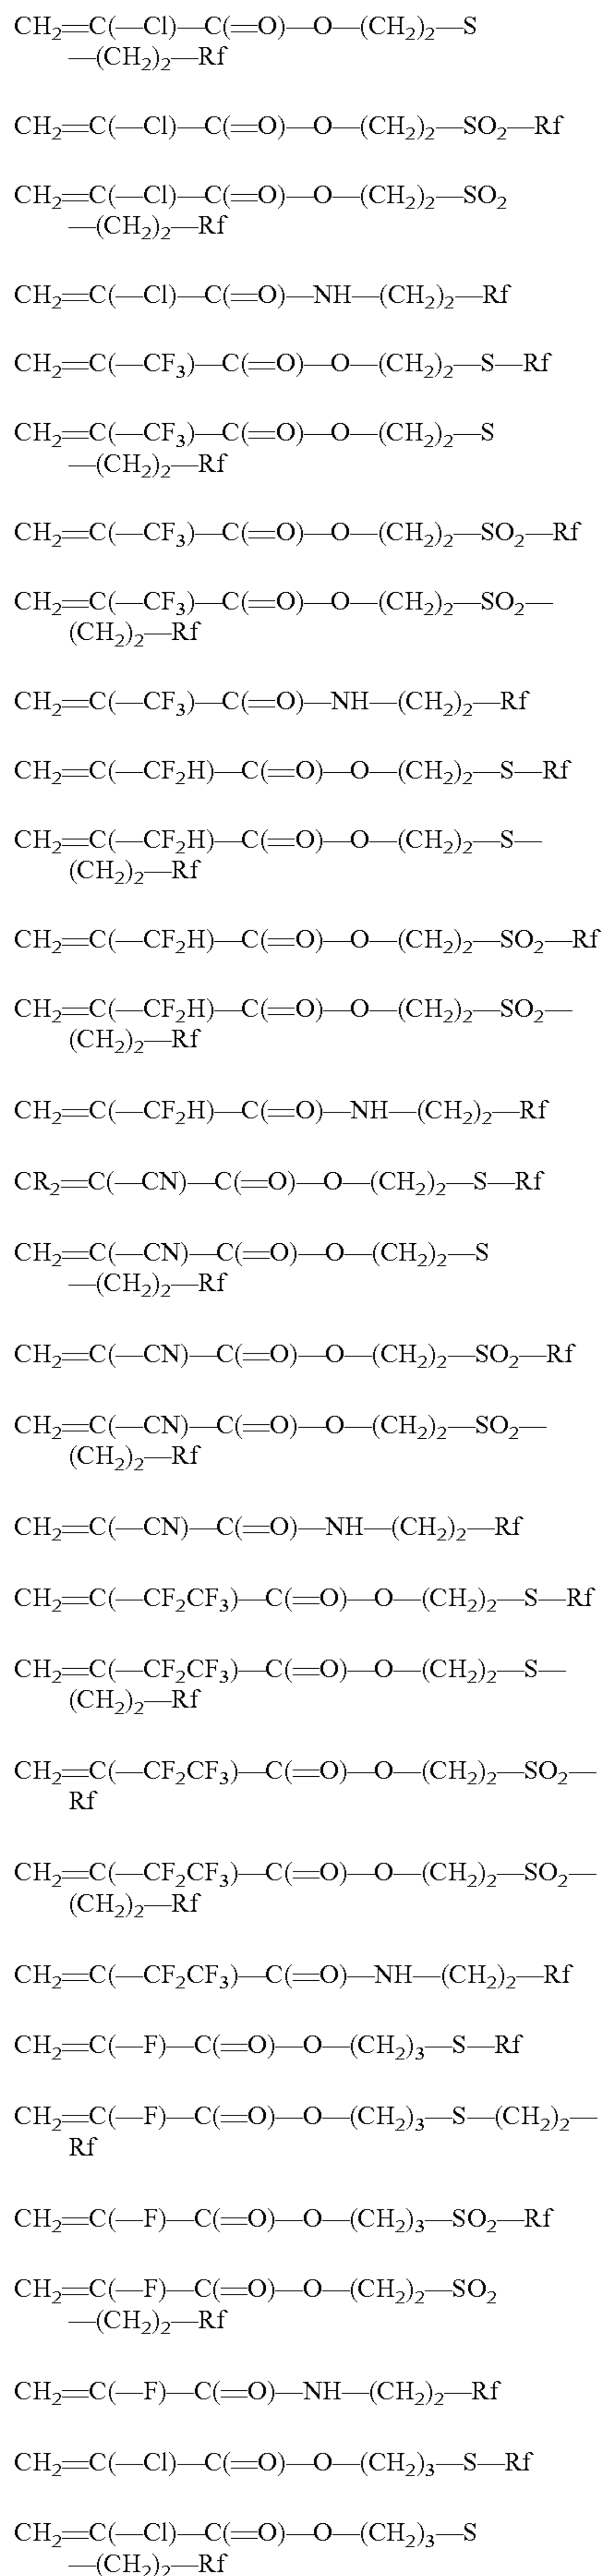 CH₂═C(—Cl)—C(═O)—O—(CH₂)₂—S
—(CH₂)₂—Rf
CH₂═C(—Cl)—C(═O)—O—(CH₂)₂—SO₂—Rf
CH₂═C(—Cl)—C(═O)—O—(CH₂)₂—SO₂
—(CH₂)₂—Rf
CH₂═C(—Cl)—C(═O)—NH—(CH₂)₂—Rf
CH₂═C(—CF₃)—C(═O)—O—(CH₂)₂—S—Rf
CH₂═C(—CF₃)—C(═O)—O—(CH₂)₂—S
—(CH₂)₂—Rf
CH₂═C(—CF₃)—C(═O)—O—(CH₂)₂—SO₂—Rf
CH₂═C(—CF₃)—C(═O)—O—(CH₂)₂—SO₂—
(CH₂)₂—Rf
CH₂═C(—CF₃)—C(═O)—NH—(CH₂)₂—Rf
CH₂═C(—CF₂H)—C(═O)—O—(CH₂)₂—S—Rf
CH₂═C(—CF₂H)—C(═O)—O—(CH₂)₂—S—
(CH₂)₂—Rf
CH₂═C(—CF₂H)—C(═O)—O—(CH₂)₂—SO₂—Rf
CH₂═C(—CF₂H)—C(═O)—O—(CH₂)₂—SO₂—
(CH₂)₂—Rf
CH₂═C(—CF₂H)—C(═O)—NH—(CH₂)₂—Rf
CR₂═C(—CN)—C(═O)—O—(CH₂)₂—S—Rf
CH₂═C(—CN)—C(═O)—O—(CH₂)₂—S
—(CH₂)₂—Rf
CH₂═C(—CN)—C(═O)—O—(CH₂)₂—SO₂—Rf
CH₂═C(—CN)—C(═O)—O—(CH₂)₂—SO₂—
(CH₂)₂—Rf
CH₂═C(—CN)—C(═O)—NH—(CH₂)₂—Rf
CH₂═C(—CF₂CF₃)—C(═O)—O—(CH₂)₂—S—Rf
CH₂═C(—CF₂CF₃)—C(═O)—O—(CH₂)₂—S—
(CH₂)₂—Rf
CH₂═C(—CF₂CF₃)—C(═O)—O—(CH₂)₂—SO₂—
Rf
CH₂═C(—CF₂CF₃)—C(═O)—O—(CH₂)₂—SO₂—
(CH₂)₂—Rf
CH₂═C(—CF₂CF₃)—C(═O)—NH—(CH₂)₂—Rf
CH₂═C(—F)—C(═O)—O—(CH₂)₃—S—Rf
CH₂═C(—F)—C(═O)—O—(CH₂)₃—S—(CH₂)₂—
Rf
CH₂═C(—F)—C(═O)—O—(CH₂)₃—SO₂—Rf
CH₂═C(—F)—C(═O)—O—(CH₂)₂—SO₂
—(CH₂)₂—Rf
CH₂═C(—F)—C(═O)—NH—(CH₂)₂—Rf
CH₂═C(—Cl)—C(═O)—O—(CH₂)₃—S—Rf
CH₂═C(—Cl)—C(═O)—O—(CH₂)₃—S
—(CH₂)₂—Rf